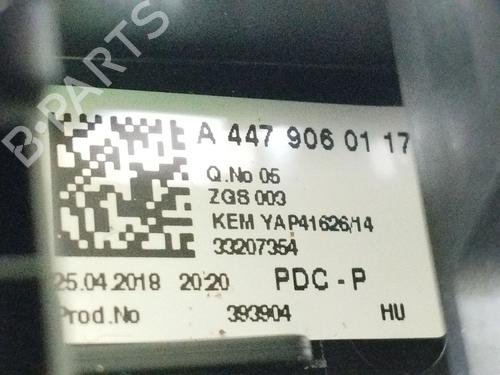 A 447 906 01 17
Q.No 05
ZGS 003
KEM YAP41626/14
33207354
25.04.2018 20:20 PDC - P
Prod.No 393904 HU
B-PARTS